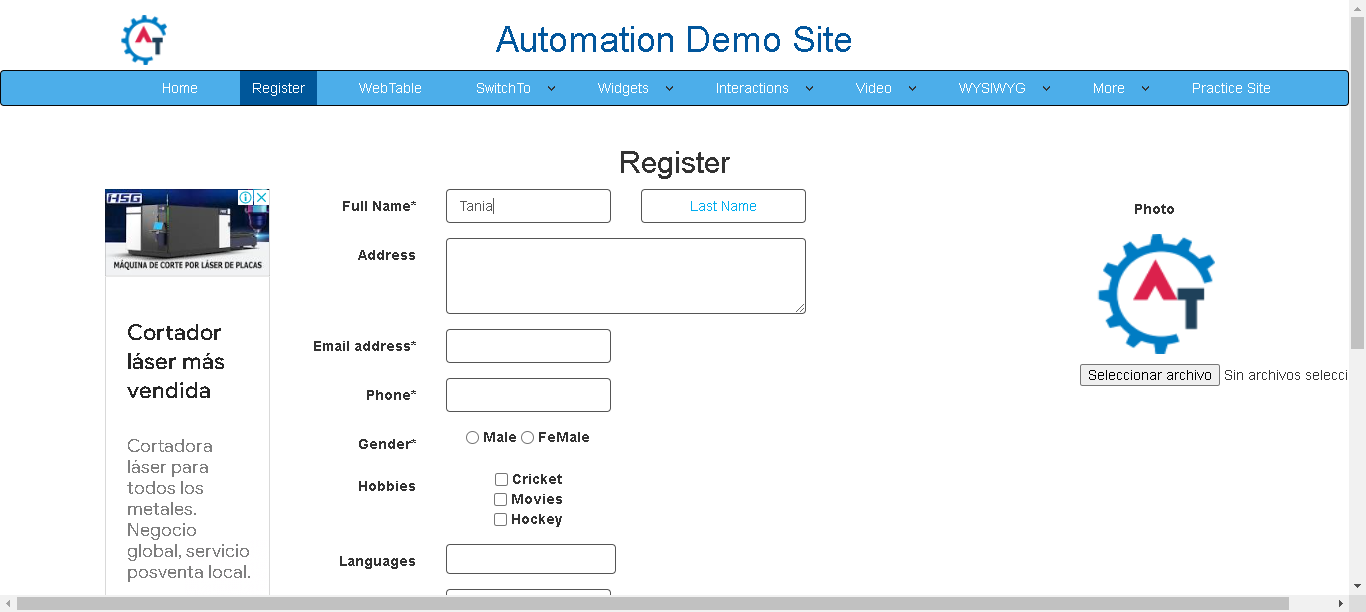 Automation Demo Site
Home Register WebTable SwitchTo Widgets Interactions Video WYSIWYG More Practice Site
Register
HSG
MÁQUINA DE CORTE POR LÁSER DE PLACAS
Cortador
láser más
vendida
Cortadora
láser para
todos los
metales.
Negocio
global, servicio
posventa local.
Full Name* Tania Last Name
Address
Email address*
Phone*
Gender* Male FeMale
Hobbies Cricket
Movies
Hockey
Languages
Photo
AT
Seleccionar archivo Sin archivos selecci